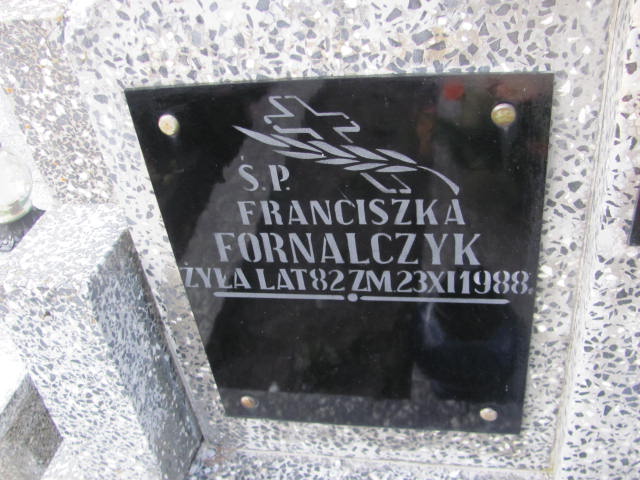 Ś.P.
FRANCISZKA
FORNALCZYK
ŻYŁA LAT 82 ZM. 23 XI 1988.